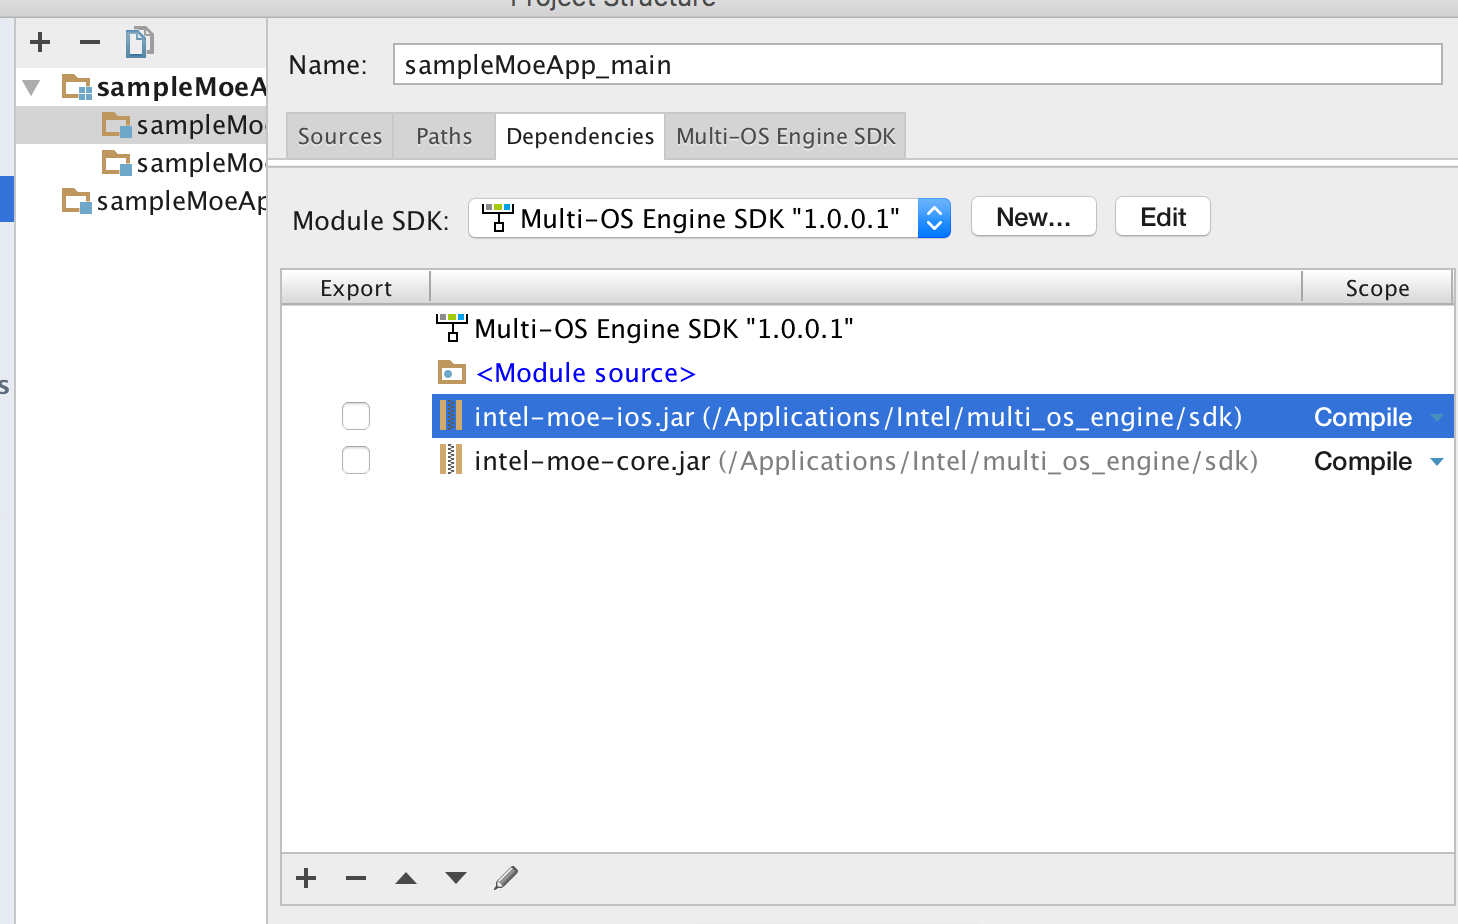 Project Structure
Name: sampleMoeApp_main
sampleMoeA
sampleMo
sampleMo
sampleMoeAp
s
Sources Paths Dependencies Multi-OS Engine SDK
Module SDK: Multi-OS Engine SDK "1.0.0.1" New... Edit
Export Scope
Multi-OS Engine SDK "1.0.0.1"
<Module source>
intel-moe-ios.jar (/Applications/Intel/multi_os_engine/sdk) Compile
intel-moe-core.jar (/Applications/Intel/multi_os_engine/sdk) Compile